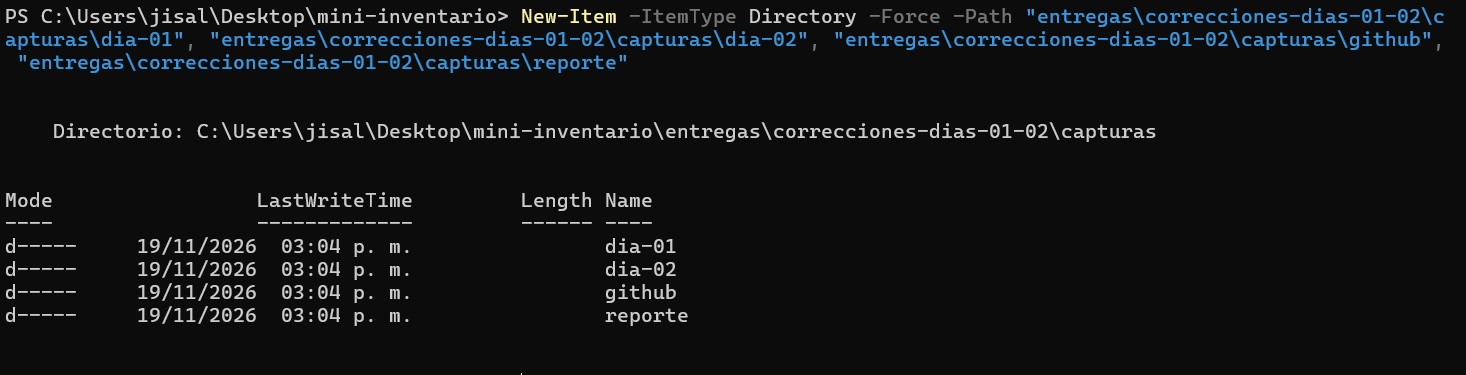 PS C:\Users\jisal\Desktop\mini-inventario> New-Item -ItemType Directory -Force -Path "entregas\correcciones-dias-01-02\c
apturas\dia-01", "entregas\correcciones-dias-01-02\capturas\dia-02", "entregas\correcciones-dias-01-02\capturas\github",
 "entregas\correcciones-dias-01-02\capturas\reporte"
    Directorio: C:\Users\jisal\Desktop\mini-inventario\entregas\correcciones-dias-01-02\capturas
Mode                 LastWriteTime         Length Name
----                 -------------         ------ ----
d-----     19/11/2026  03:04 p. m.                dia-01
d-----     19/11/2026  03:04 p. m.                dia-02
d-----     19/11/2026  03:04 p. m.                github
d-----     19/11/2026  03:04 p. m.                reporte